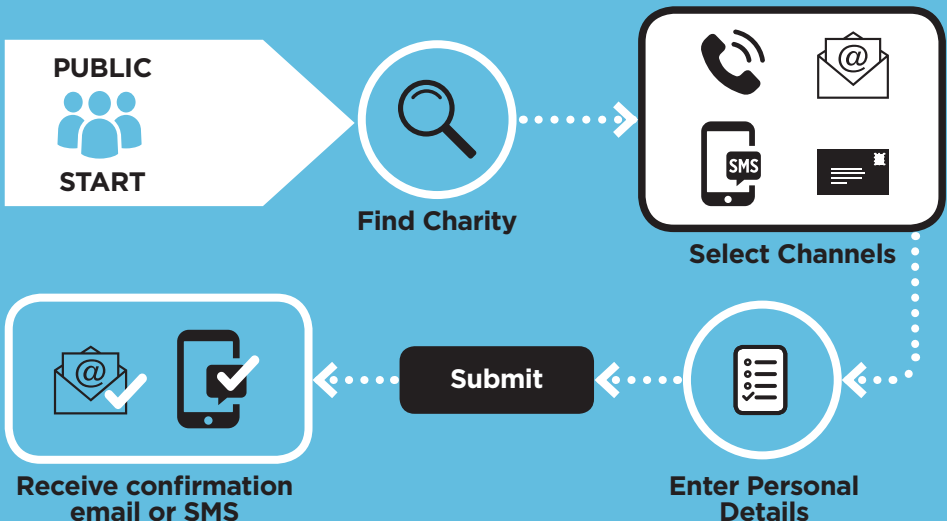 PUBLIC
START
Find Charity
@
SMS
Select Channels
Enter Personal
Details
Submit
@
Receive confirmation
email or SMS